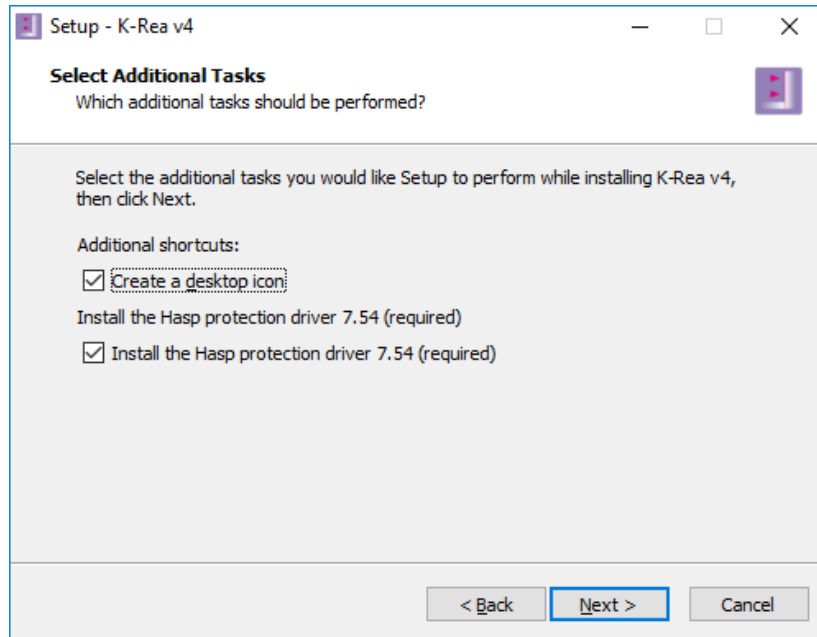 Setup - K-Rea v4
Select Additional Tasks
Which additional tasks should be performed?
Select the additional tasks you would like Setup to perform while installing K-Rea v4,
then click Next.
Additional shortcuts:
Create a desktop icon
Install the Hasp protection driver 7.54 (required)
Install the Hasp protection driver 7.54 (required)
< Back Next > Cancel